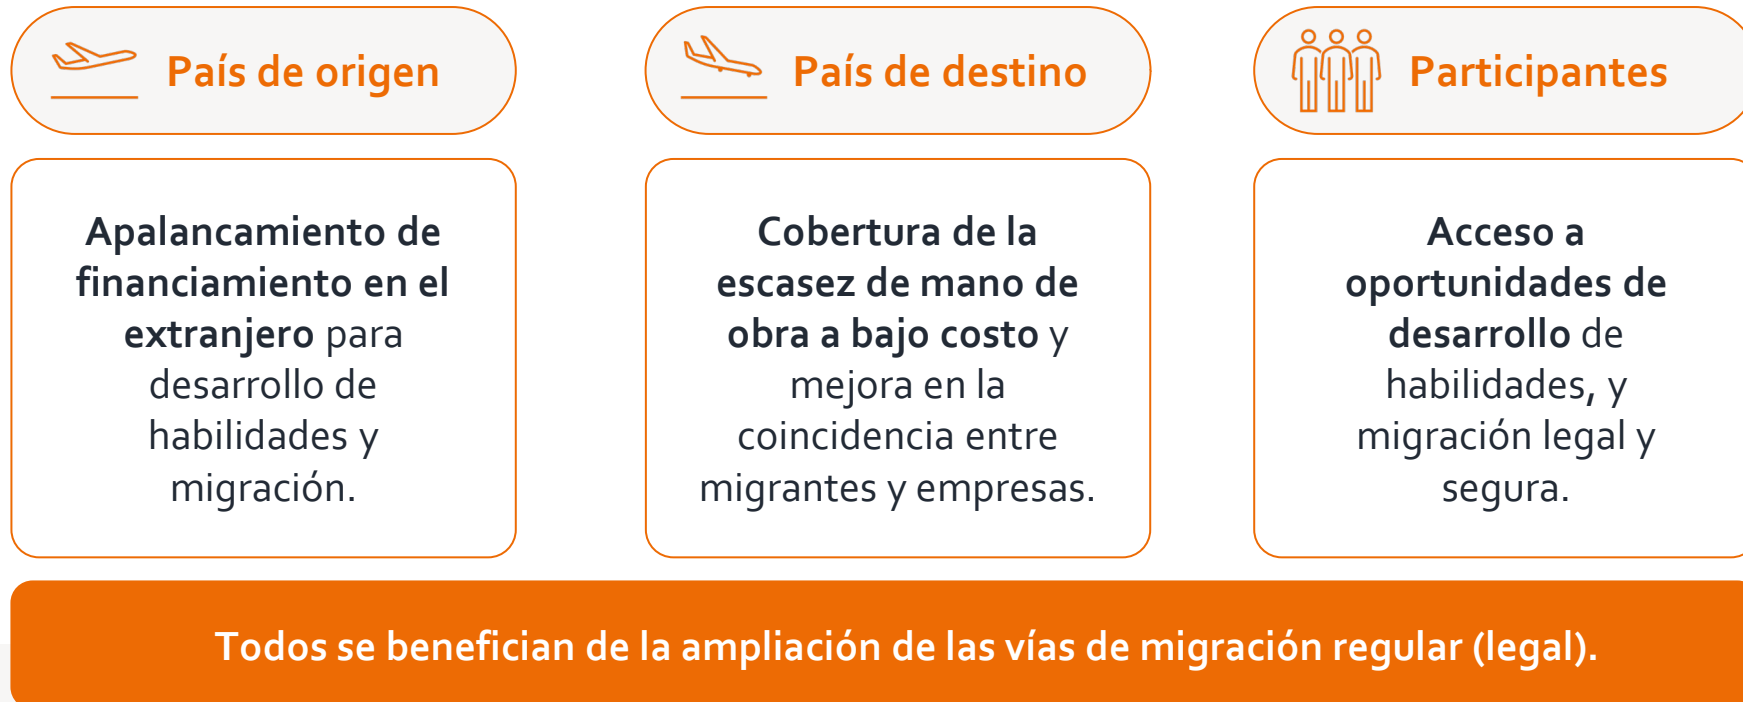 País de origen
Apalancamiento de
financiamiento en el
extranjero para
desarrollo de
habilidades y
migración.
País de destino
Cobertura de la
escasez de mano de
obra a bajo costo y
mejora en la
coincidencia entre
migrantes y empresas.
Participantes
Acceso a
oportunidades de
desarrollo de
habilidades, y
migración legal y
segura.
Todos se benefician de la ampliación de las vías de migración regular (legal).